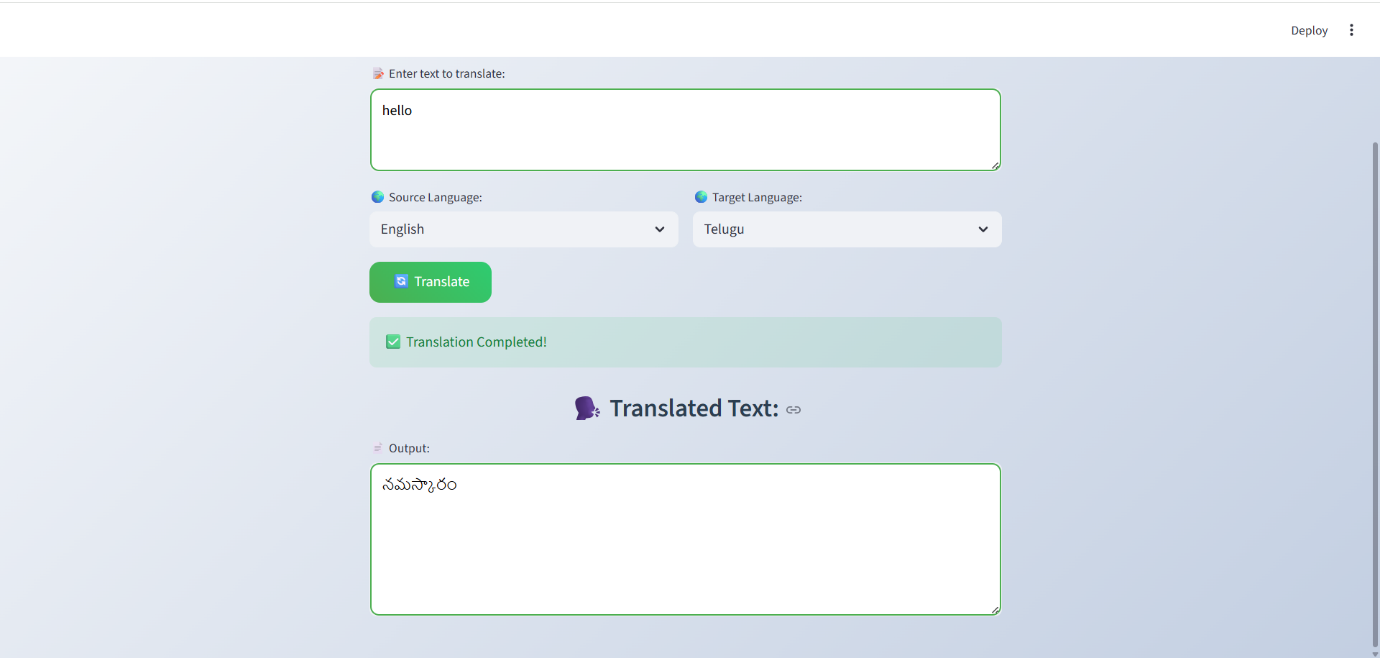 Deploy
Enter text to translate:
hello
Source Language:
Target Language:
English
Telugu
Translate
Translation Completed!
Translated Text:
Output:
నమస్కారం